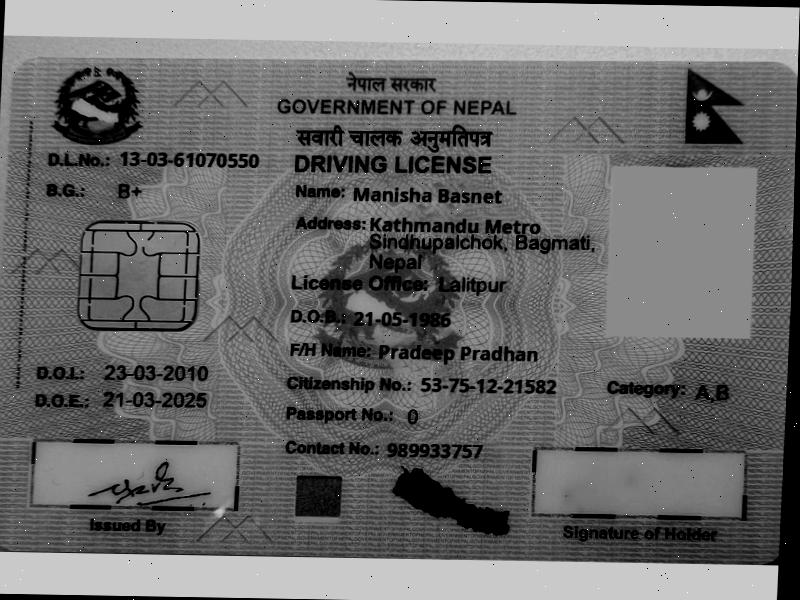 नेपाल सरकार
GOVERNMENT OF NEPAL
सवारी चालक अनुमतिपत्र
DRIVING LICENSE
D.L.No.: 13-03-61070550
B.G.: B+
Name: Manisha Basnet
Address: Kathmandu Metro
Sindhupalchok, Bagmati,
Nepal
License Office: Lalitpur
D.O.B.: 21-05-1986
F/H Name: Pradeep Pradhan
D.O.I.: 23-03-2010
D.O.E.: 21-03-2025
Citizenship No.: 53-75-12-21582
Category: A,B
Passport No.: 0
Contact No.: 989933757
Issued By
Signature of Holder